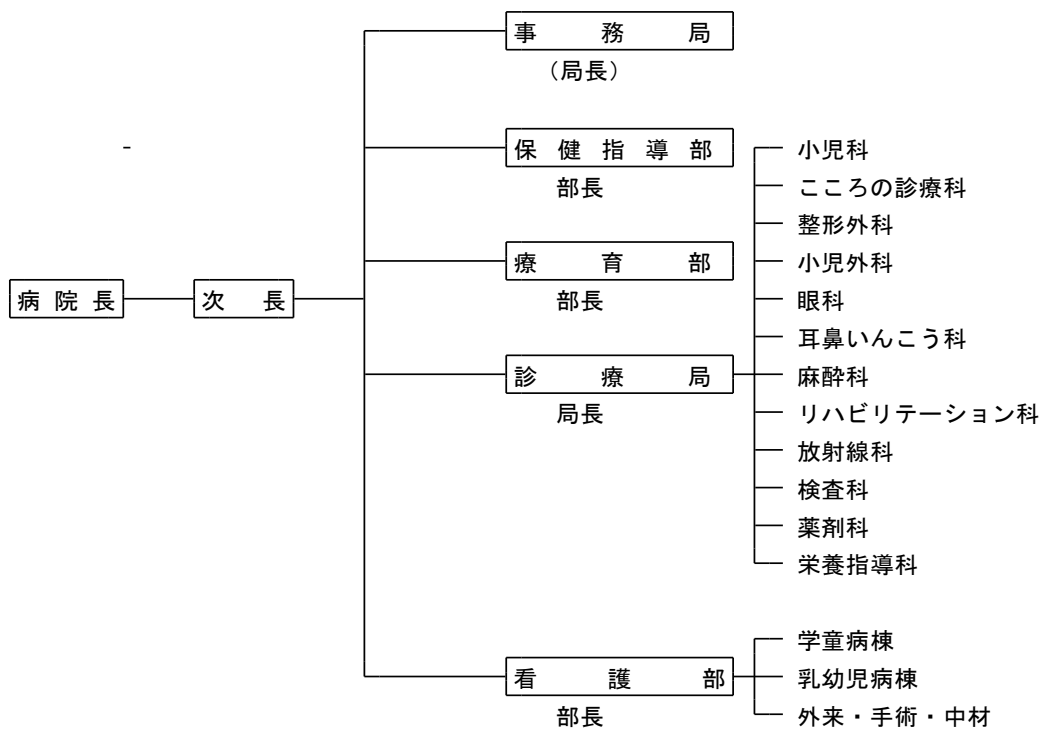 事務局
（局長）
保健指導部
部長
療育部
部長
病院長
次長
診療局
局長
小児科
こころの診療科
整形外科
小児外科
眼科
耳鼻いんこう科
麻酔科
リハビリテーション科
放射線科
検査科
薬剤科
栄養指導科
看護部
部長
学童病棟
乳幼児病棟
外来・手術・中材